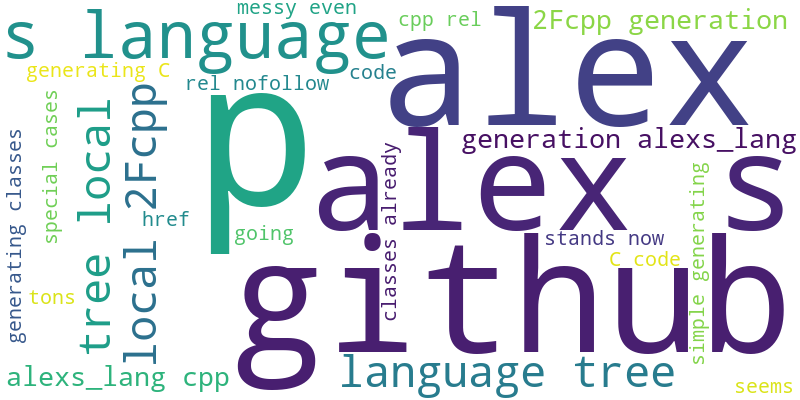 messy even
s language
cpp rel
2Fcpp generation
alex
generating C
rel nofollow
code
p
tree local
local 2Fcpp
special cases
generating classes
generation alexs_lang
alex s
classes already
simple generating
href
going
stands now
github
C code
tons
alexs_lang cpp
language tree
seems